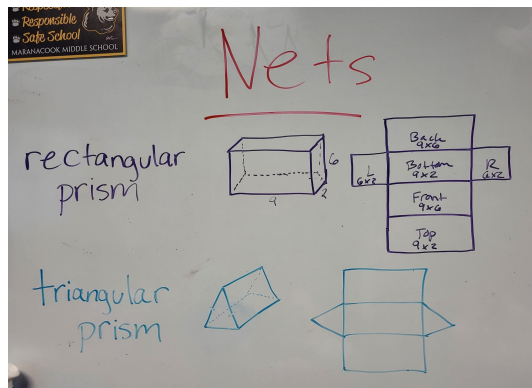 Respect
Responsible
Safe School
MARANACOOK MIDDLE SCHOOL
Nets
rectangular
prism
6
9
2
Back
9x6
L
6x2
Bottom
9x2
R
6x2
Front
9x6
Top
9x2
triangular
prism